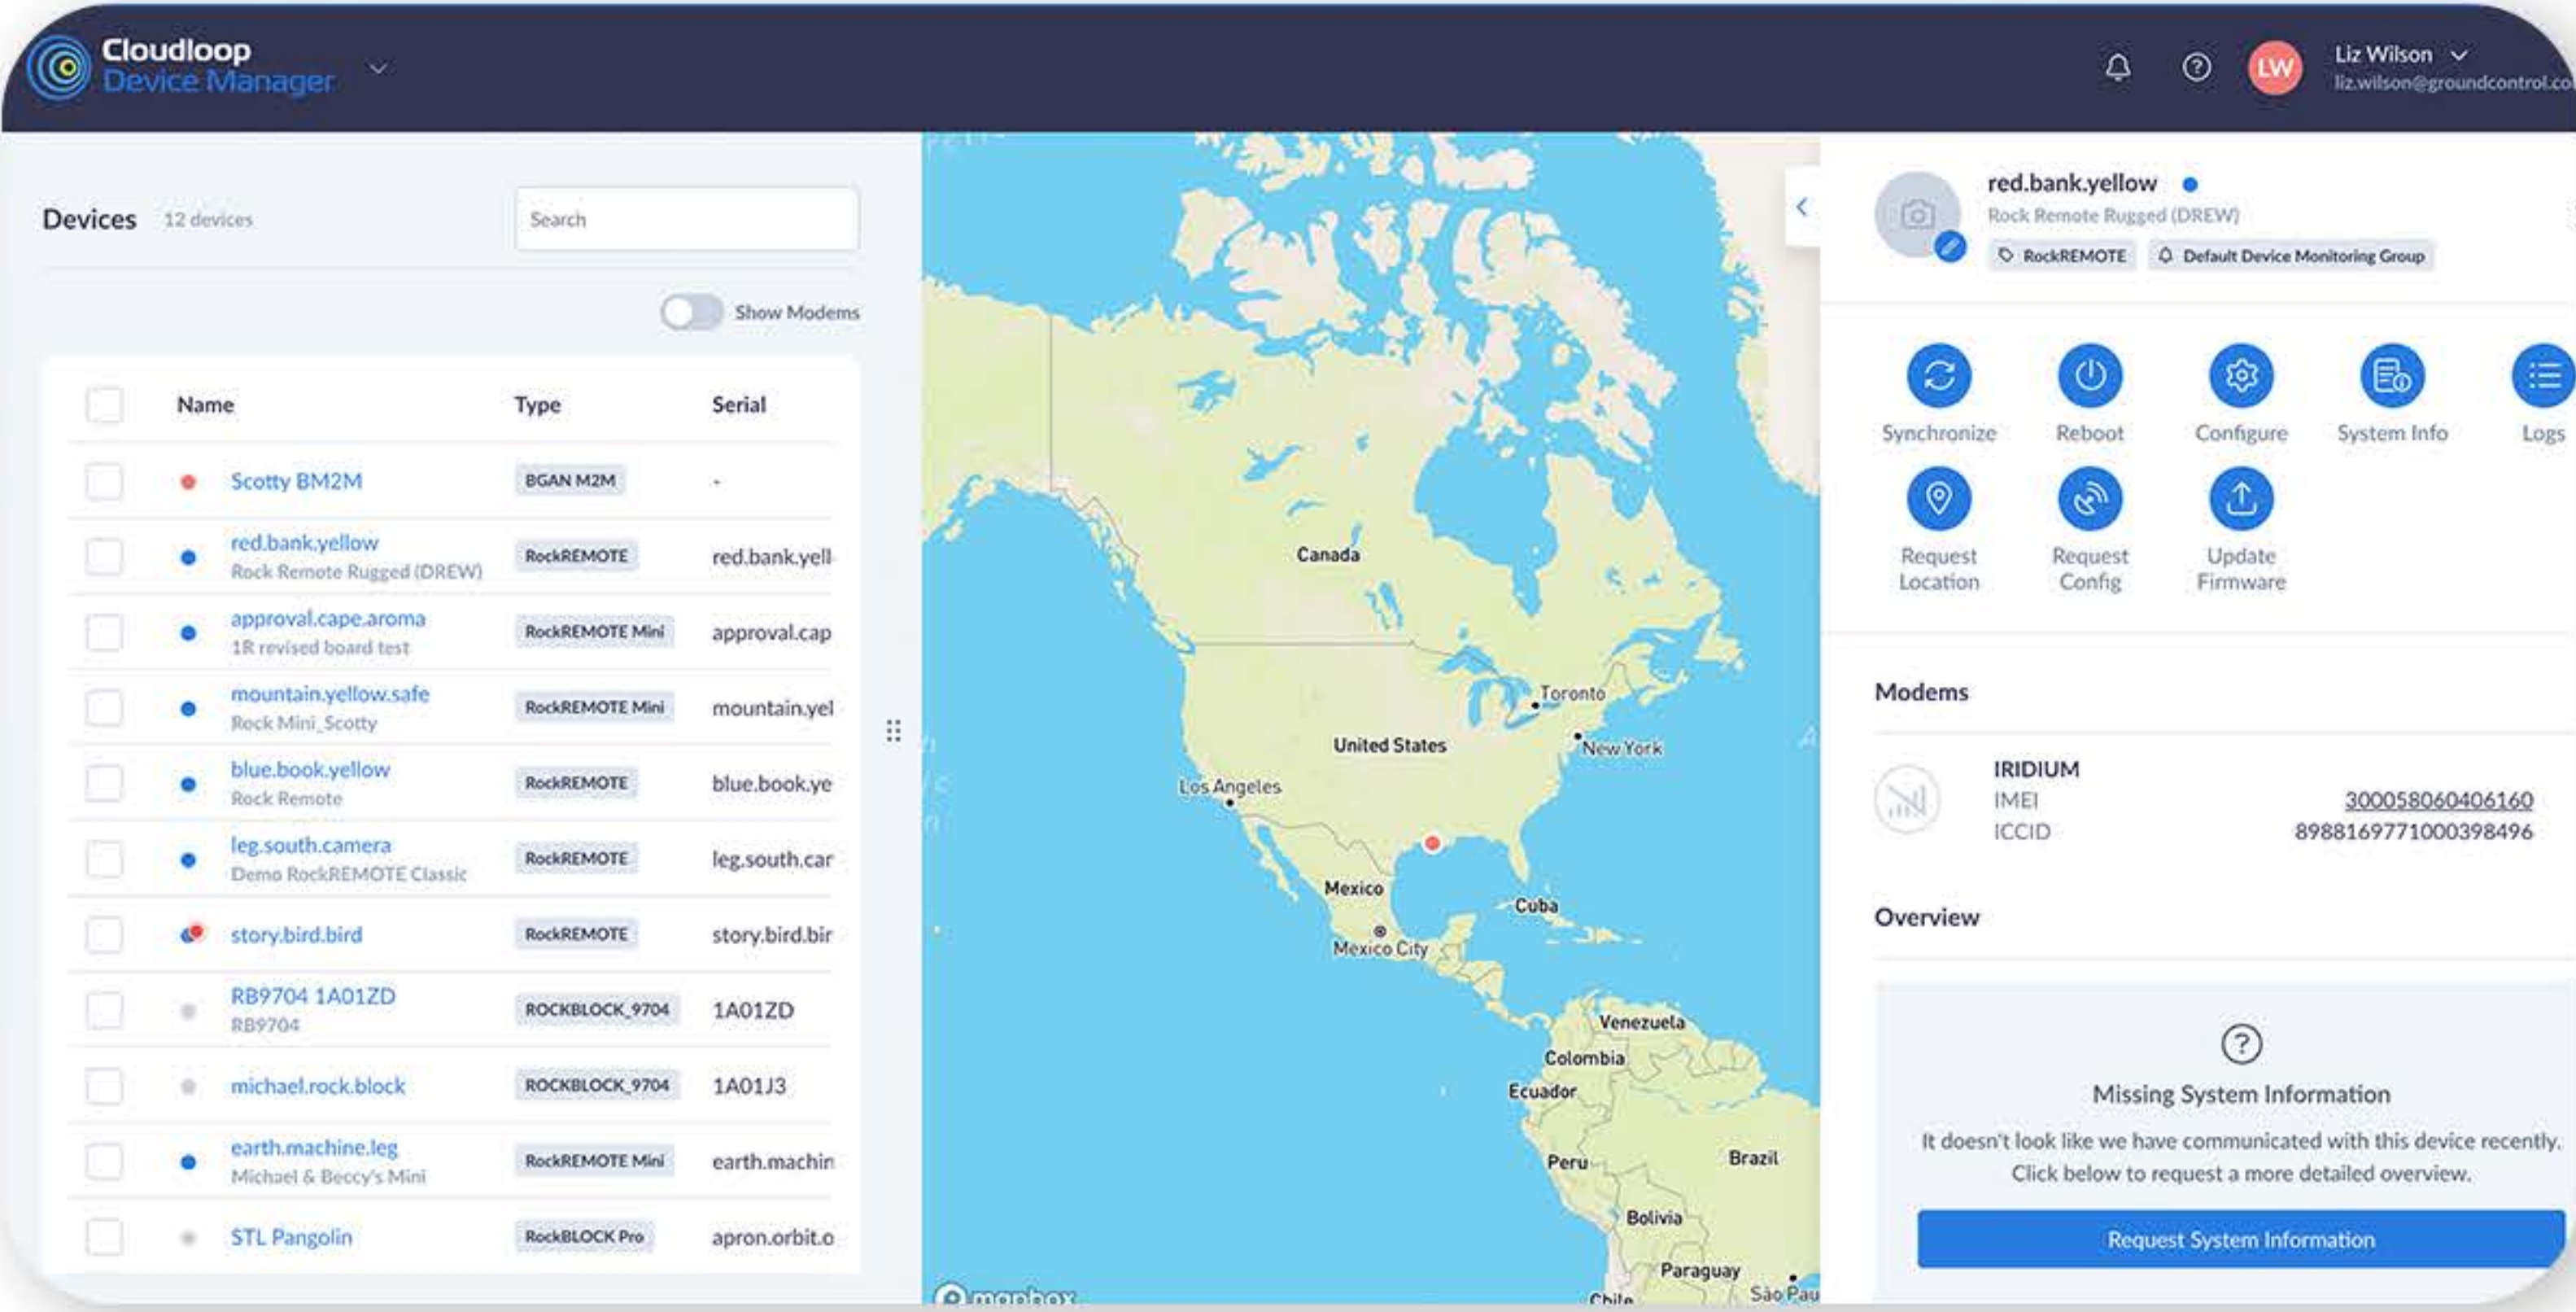 Cloudloop
Device Manager
LW
Liz Wilson
liz.wilson@groundcontrol.co
Devices 12 devices
Search
Show Modems
Name Type Serial
Scotty BM2M BGAN M2M -
red.bank.yellow
Rock Remote Rugged (DREW)
RockREMOTE red.bank.yell
approval.cape.aroma
1R revised board test
RockREMOTE Mini approval.cap
mountain.yellow.safe
Rock Mini_Scotty
RockREMOTE Mini mountain.yel
blue.book.yellow
Rock Remote
RockREMOTE blue.book.ye
leg.south.camera
Demo RockREMOTE Classic
RockREMOTE leg.south.car
story.bird.bird RockREMOTE story.bird.bir
RB9704 1A01ZD
RB9704
ROCKBLOCK_9704 1A01ZD
michael.rock.block ROCKBLOCK_9704 1A01J3
earth.machine.leg
Michael & Beccy's Mini
RockREMOTE Mini earth.machin
STL Pangolin RockBLOCK Pro apron.orbit.o
Canada
Toronto
United States
New York
Los Angeles
Mexico
Cuba
Mexico City
Venezuela
Colombia
Ecuador
Peru
Brazil
Bolivia
Paraguay
São Pau
Chile
mapbox
red.bank.yellow
Rock Remote Rugged (DREW)
RockREMOTE Default Device Monitoring Group
Synchronize Reboot Configure System Info Logs
Request Location
Request Config
Update Firmware
Modems
IRIDIUM
IMEI 300058060406160
ICCID 8988169771000398496
Overview
Missing System Information
It doesn't look like we have communicated with this device recently.
Click below to request a more detailed overview.
Request System Information